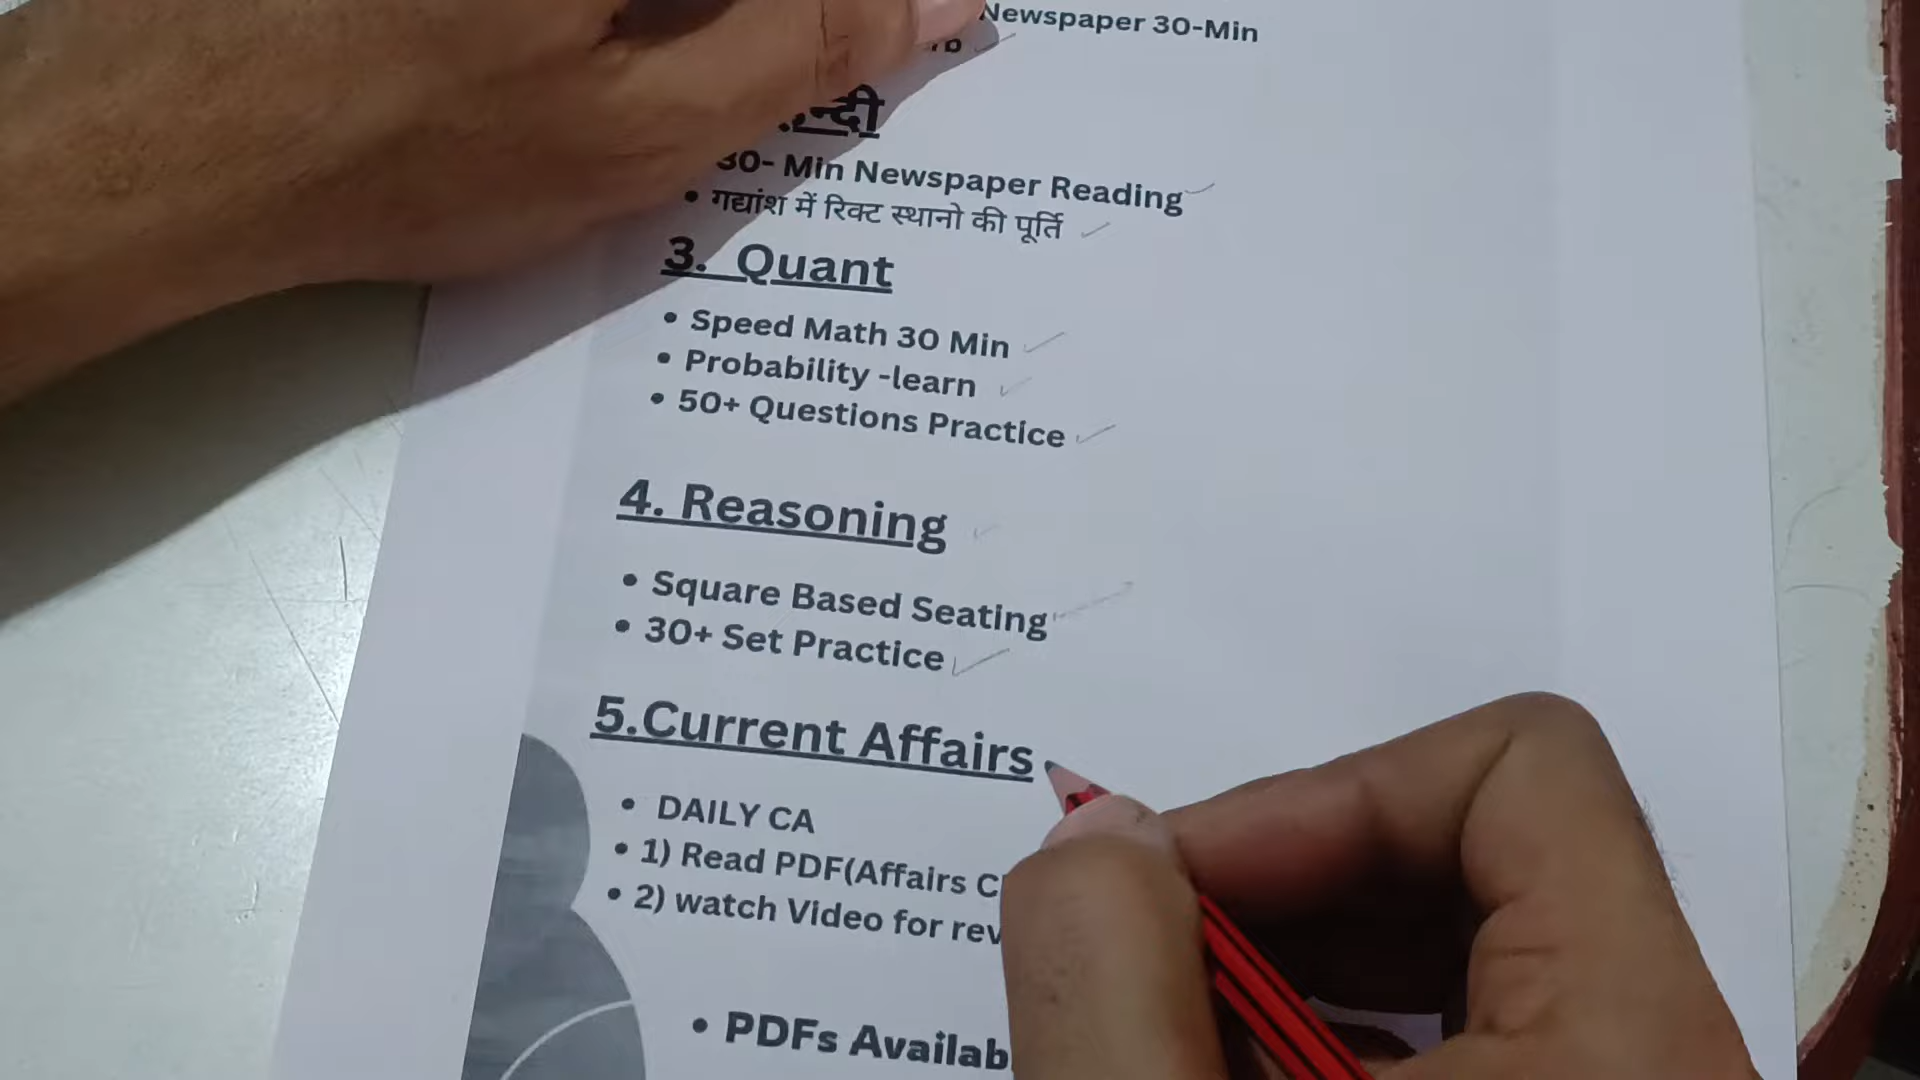 Newspaper 30-Min
30- Min Newspaper Reading
• गद्यांश में रिक्ट स्थानो की पूर्ति
3. Quant
• Speed Math 30 Min
• Probability -learn
• 50+ Questions Practice
4. Reasoning
• Square Based Seating
• 30+ Set Practice
5.Current Affairs
• DAILY CA
• 1) Read PDF(Affairs
• 2) watch Video for
• PDFs